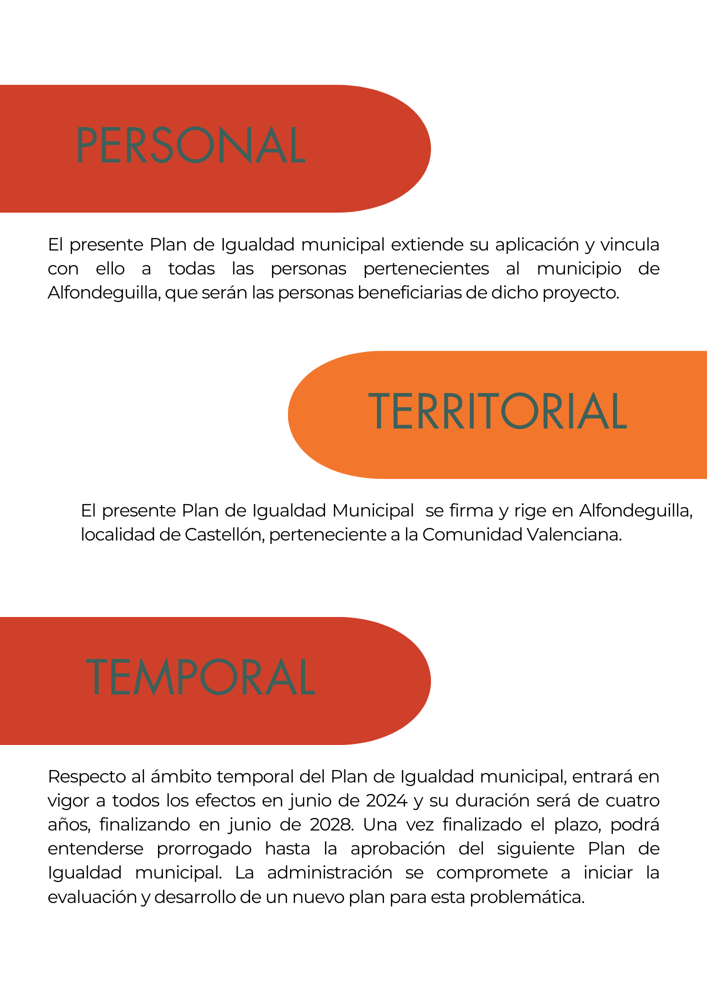 PERSONAL
El presente Plan de Igualdad municipal extiende su aplicación y vincula
con ello a todas las personas pertenecientes al municipio de
Alfondeguilla, que serán las personas beneficiarias de dicho proyecto.
TERRITORIAL
El presente Plan de Igualdad Municipal se firma y rige en Alfondeguilla,
localidad de Castellón, perteneciente a la Comunidad Valenciana.
TEMPORAL
Respecto al ámbito temporal del Plan de Igualdad municipal, entrará en
vigor a todos los efectos en junio de 2024 y su duración será de cuatro
años, finalizando en junio de 2028. Una vez finalizado el plazo, podrá
entenderse prorrogado hasta la aprobación del siguiente Plan de
Igualdad municipal. La administración se compromete a iniciar la
evaluación y desarrollo de un nuevo plan para esta problemática.